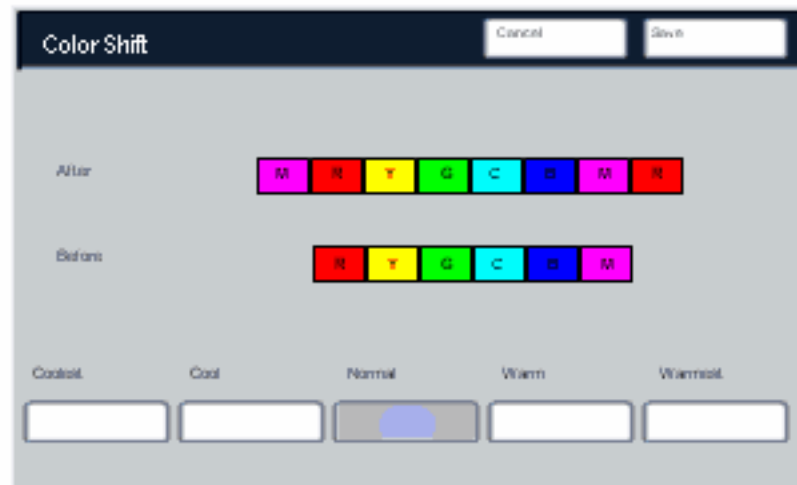 Color Shift Cancel Save
After M R Y G C B M R
Before R Y G C B M
Coolest Cool Normal Warm Warmest